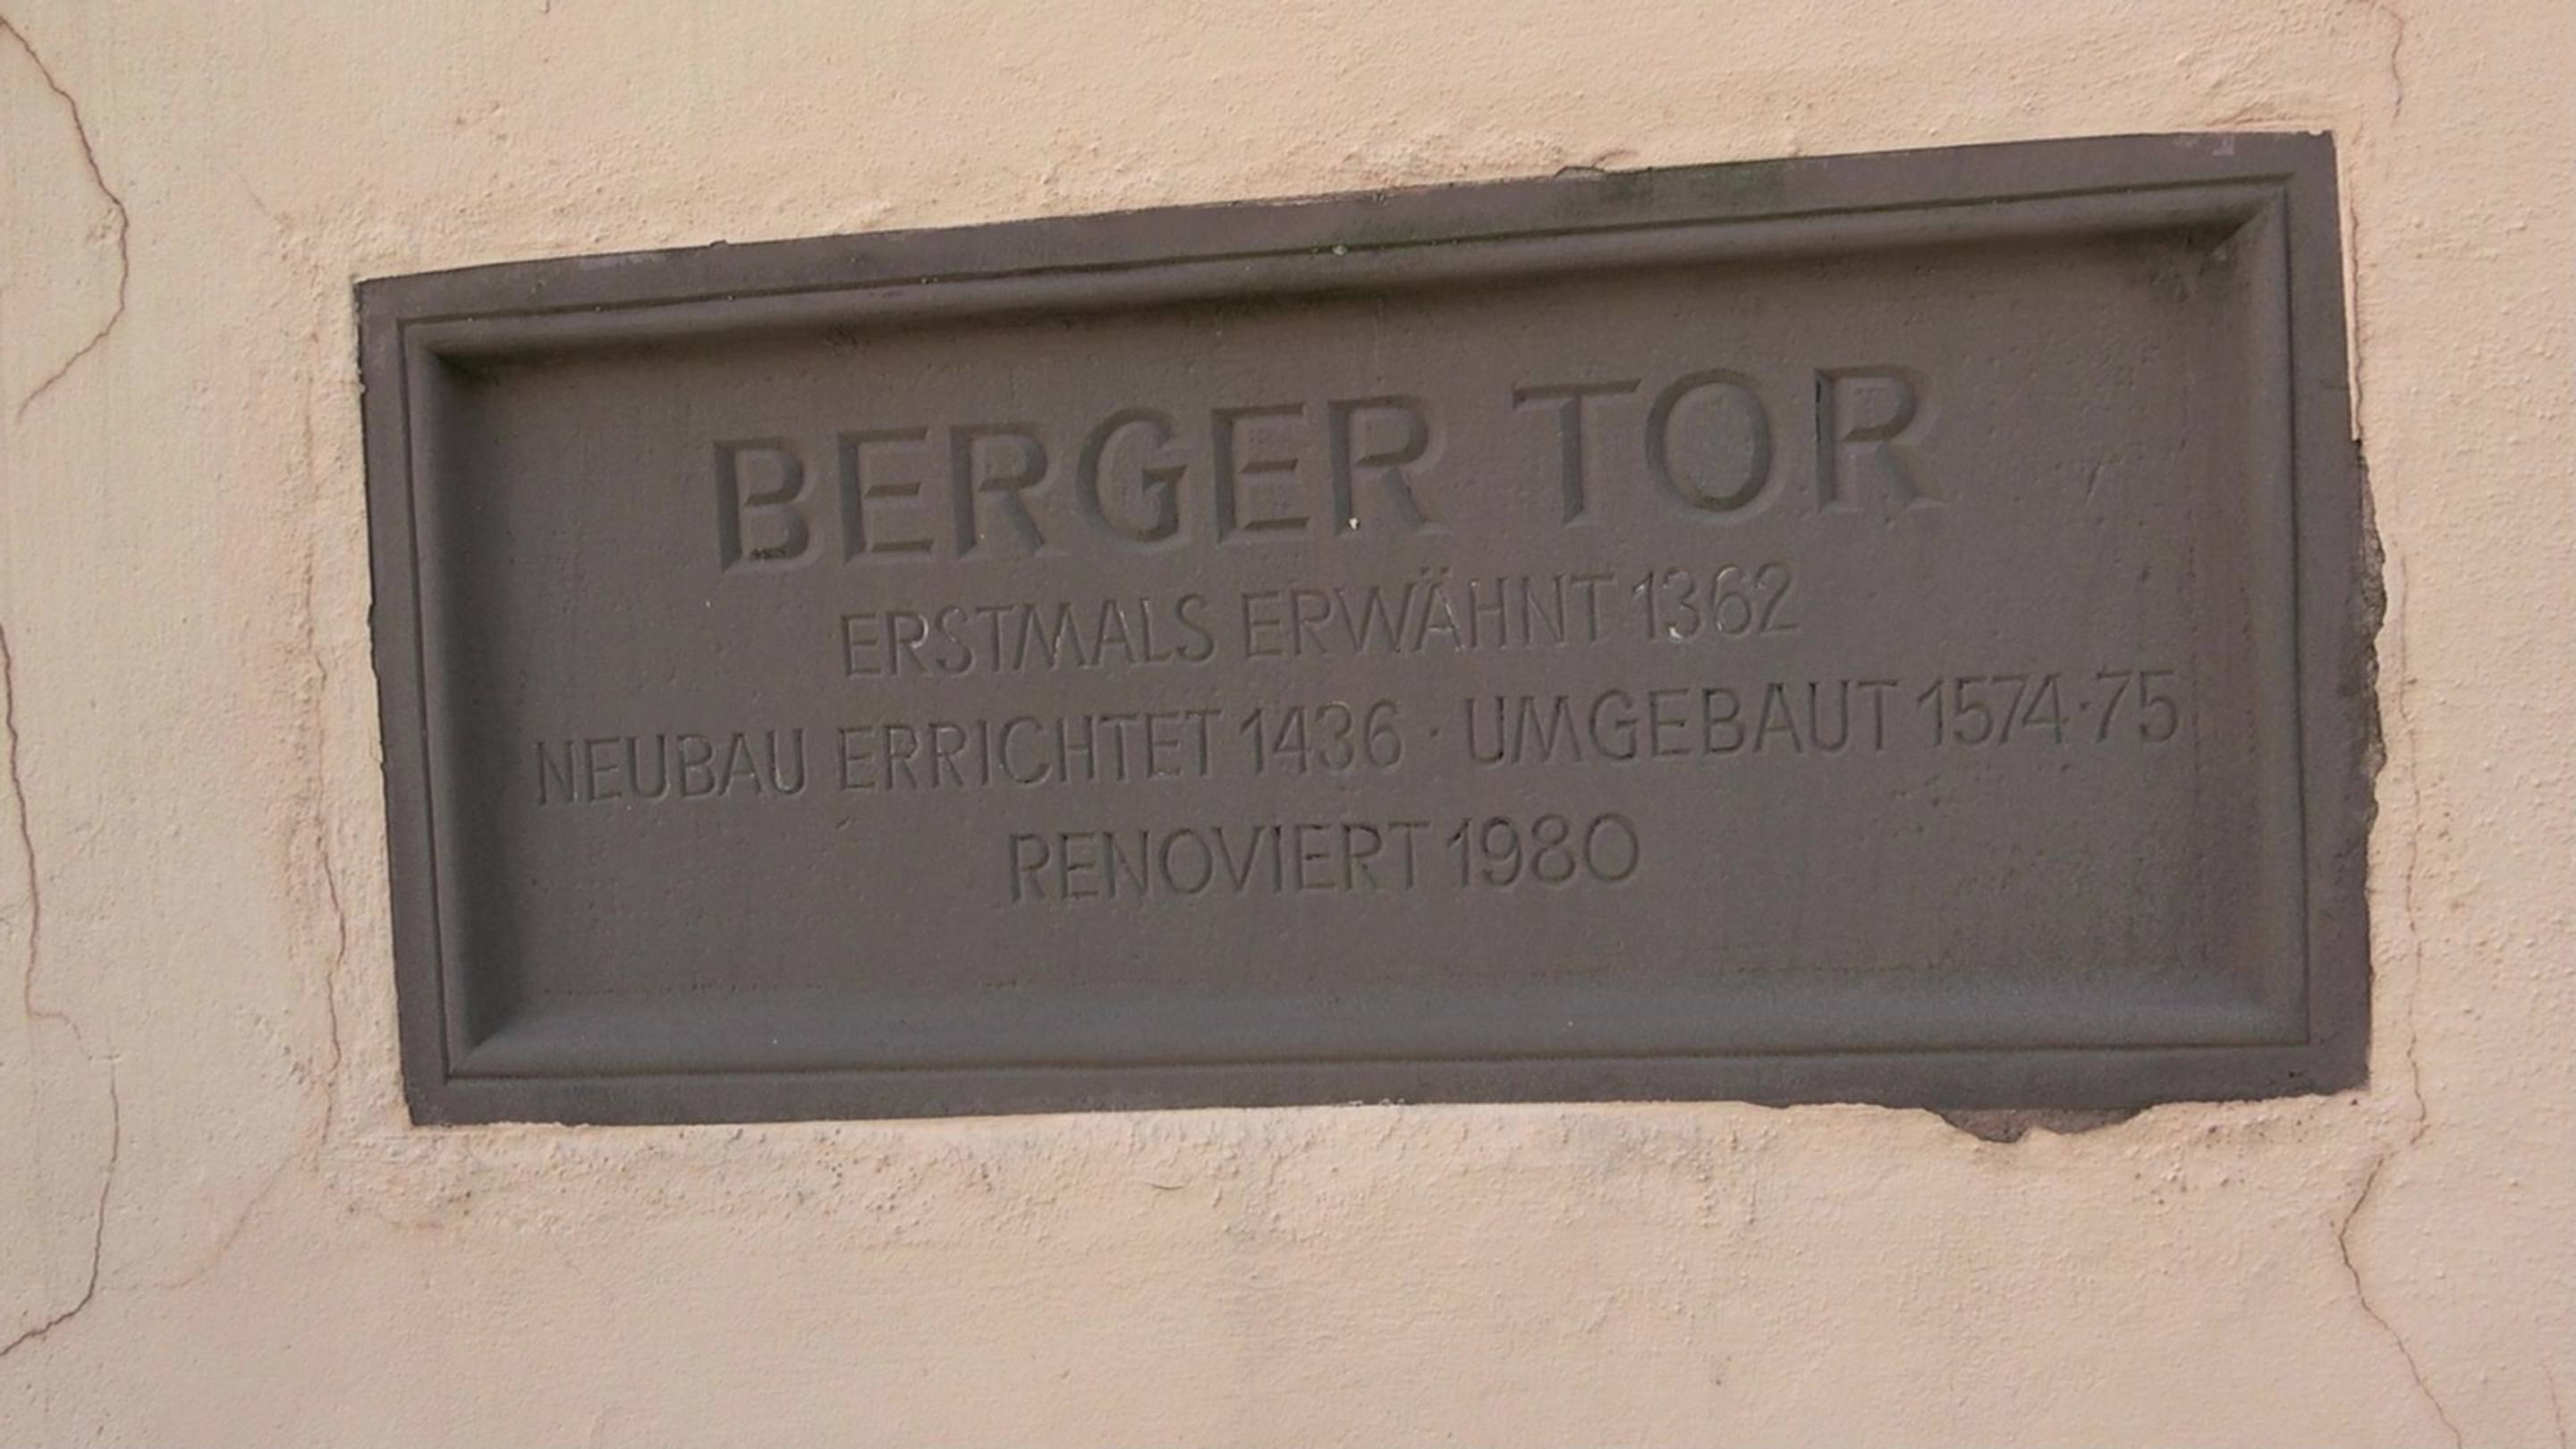 BERGER TOR
ERSTMALS ERWÄHNT 1362
NEUBAU ERRICHTET 1436 · UMGEBAUT 1574·75
RENOVIERT 1980